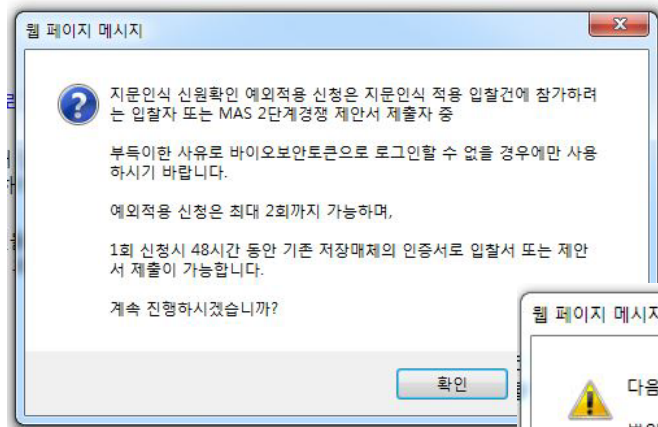 웹 페이지 메시지
지문인식 신원확인 예외적용 신청은 지문인식 적용 입찰건에 참가하려
는 입찰자 또는 MAS 2단계경쟁 제안서 제출자 중
부득이한 사유로 바이오보안토큰으로 로그인할 수 없을 경우에만 사용
하시기 바랍니다.
예외적용 신청은 최대 2회까지 가능하며,
1회 신청시 48시간 동안 기존 저장매체의 인증서로 입찰서 또는 제안
서 제출이 가능합니다.
계속 진행하시겠습니까?
확인
웹 페이지 메시지
다음